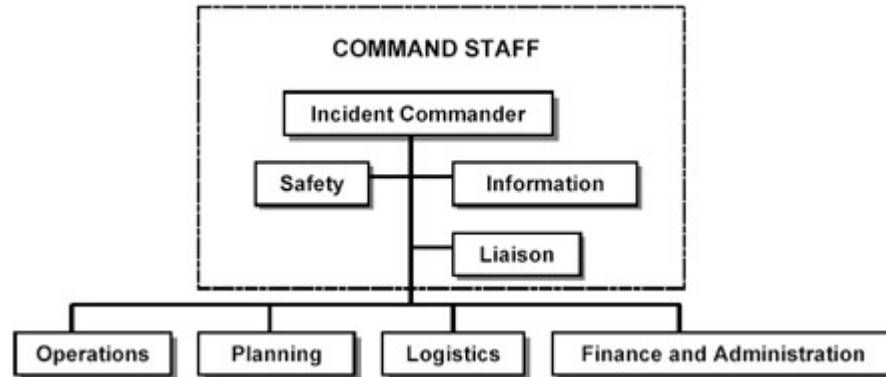 COMMAND STAFF
Incident Commander
Safety
Information
Liaison
Operations
Planning
Logistics
Finance and Administration